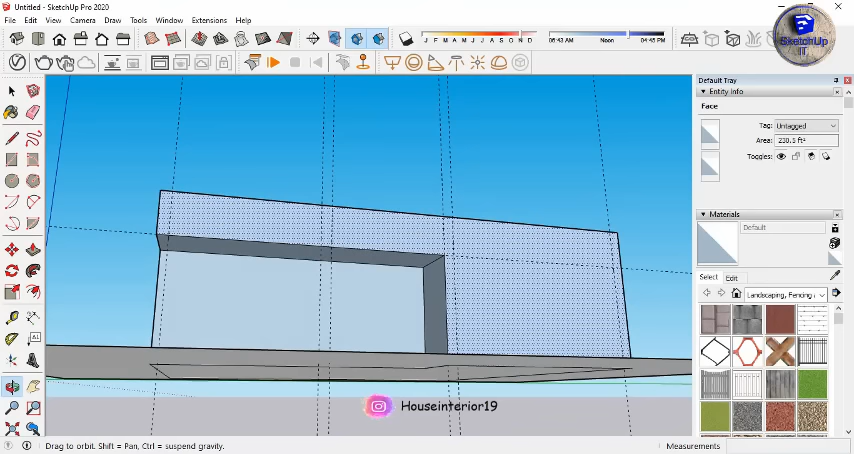 Untitled - SketchUp Pro 2020
File Edit View Camera Draw Tools Window Extensions Help
J F M A M J J A S O N D
06:43 AM Noon 04:45 PM
SketchUp
IT
Default Tray
Entity Info
Face
Tag: Untagged
Area: 230.5 ft²
Toggles:
Materials
Default
Select Edit
Landscaping, Fencing
A1
Houseinterior19
Drag to orbit. Shift = Pan, Ctrl = suspend gravity.
Measurements